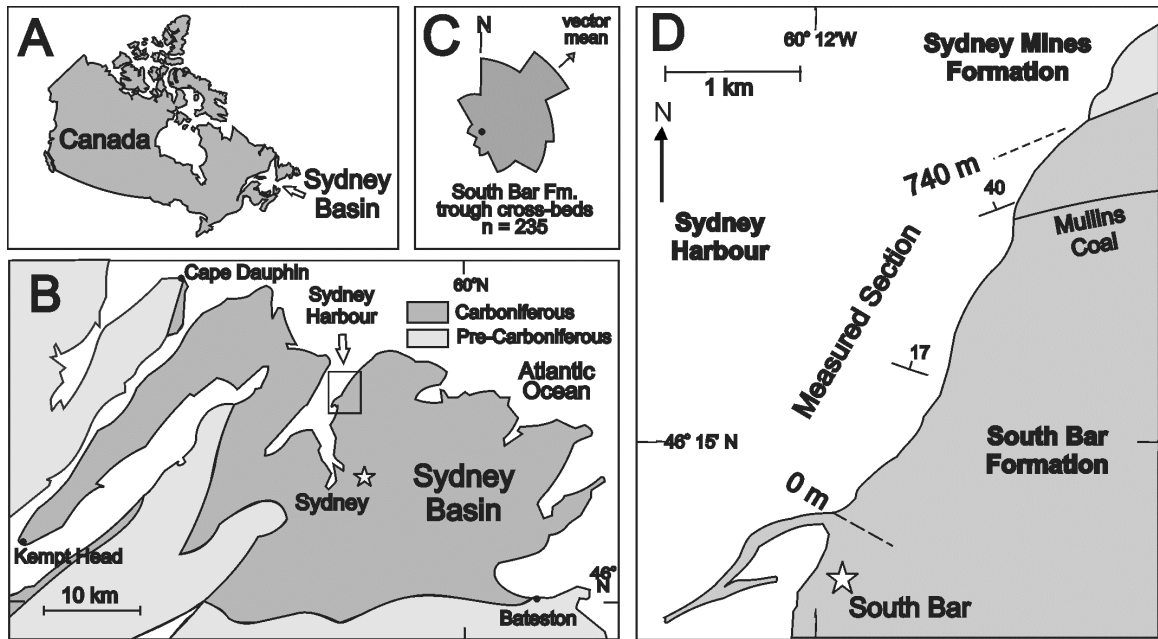 A
Canada
Sydney
Basin
C
N
vector
mean
South Bar Fm.
trough cross-beds
n = 235
B
Cape Dauphin
Sydney
Harbour
60°N
Carboniferous
Pre-Carboniferous
Atlantic
Ocean
Sydney
Sydney
Basin
Kempt Head
10 km
46°
N
Bateston
D
60° 12'W
Sydney Mines
Formation
1 km
N
740 m
40
Sydney
Harbour
Mullins
Coal
Measured Section
17
46° 15' N
South Bar
Formation
0 m
South Bar